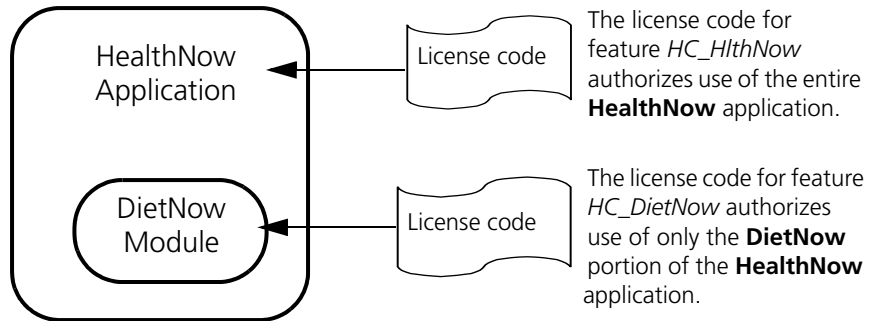 HealthNow
Application
License code
The license code for
feature HC_HlthNow
authorizes use of the entire
HealthNow application.
DietNow
Module
License code
The license code for feature
HC_DietNow authorizes
use of only the DietNow
portion of the HealthNow
application.